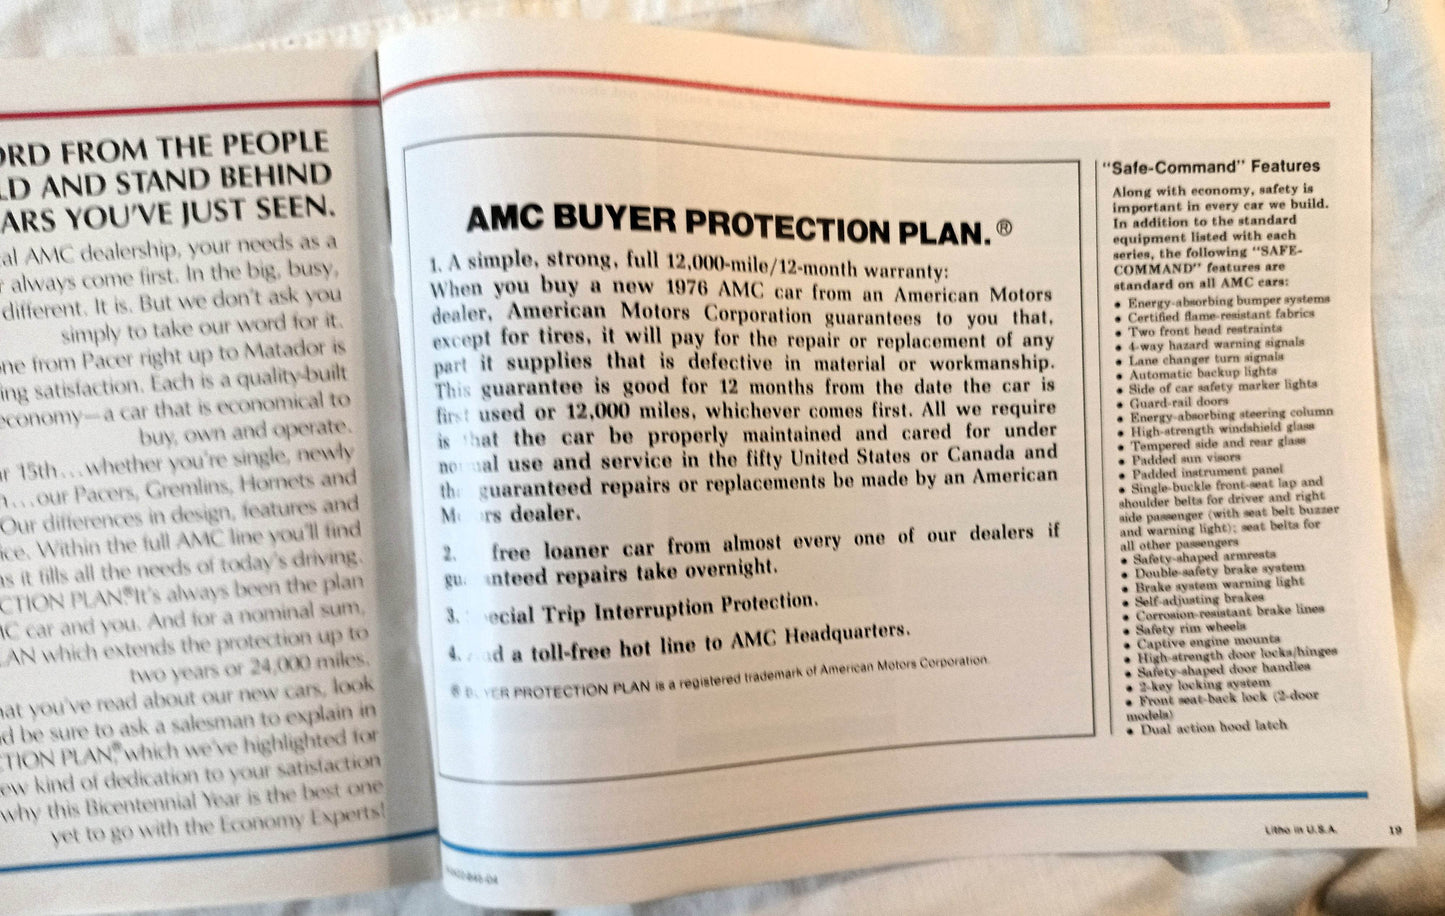 ORD FROM THE PEOPLE
LD AND STAND BEHIND
ARS YOU'VE JUST SEEN.
al AMC dealership, your needs as a
r always come first. In the big, busy,
different. It is. But we don't ask you
simply to take our word for it.
one from Pacer right up to Matador is
ing satisfaction. Each is a quality-built
economy—a car that is economical to
buy, own and operate.
r 15th...whether you're single, newly
n...our Pacers, Gremlins, Hornets and
Our differences in design, features and
ice. Within the full AMC line you'll find
as it fills all the needs of today's driving.
CTION PLAN.® It's always been the plan
MC car and you. And for a nominal sum,
LAN which extends the protection up to
two years or 24,000 miles.
hat you've read about our new cars, look
d be sure to ask a salesman to explain in
CTION PLAN,® which we've highlighted for
ew kind of dedication to your satisfaction
why this Bicentennial Year is the best one
yet to go with the Economy Experts!
AMC BUYER PROTECTION PLAN.®
1. A simple, strong, full 12,000-mile/12-month warranty:
When you buy a new 1976 AMC car from an American Motors
dealer, American Motors Corporation guarantees to you that,
except for tires, it will pay for the repair or replacement of any
part it supplies that is defective in material or workmanship.
This guarantee is good for 12 months from the date the car is
first used or 12,000 miles, whichever comes first. All we require
is that the car be properly maintained and cared for under
normal use and service in the fifty United States or Canada and
the guaranteed repairs or replacements be made by an American
Motors dealer.
2. free loaner car from almost every one of our dealers if
guaranteed repairs take overnight.
3. Special Trip Interruption Protection.
4. And a toll-free hot line to AMC Headquarters.
® BUYER PROTECTION PLAN is a registered trademark of American Motors Corporation.
"Safe-Command" Features
Along with economy, safety is
important in every car we build.
In addition to the standard
equipment listed with each
series, the following "SAFE-
COMMAND" features are
standard on all AMC cars:
• Energy-absorbing bumper systems
• Certified flame-resistant fabrics
• Two front head restraints
• 4-way hazard warning signals
• Lane changer turn signals
• Automatic backup lights
• Side of car safety marker lights
• Guard-rail doors
• Energy-absorbing steering column
• High-strength windshield glass
• Tempered side and rear glass
• Padded sun visors
• Padded instrument panel
• Single-buckle front-seat lap and
shoulder belts for driver and right
side passenger (with seat belt buzzer
and warning light); seat belts for
all other passengers
• Safety-shaped armrests
• Double-safety brake system
• Brake system warning light
• Self-adjusting brakes
• Corrosion-resistant brake lines
• Safety rim wheels
• Captive engine mounts
• High-strength door locks/hinges
• Safety-shaped door handles
• 2-key locking system
• Front seat-back lock (2-door
models)
• Dual action hood latch
Litho in U.S.A.
19